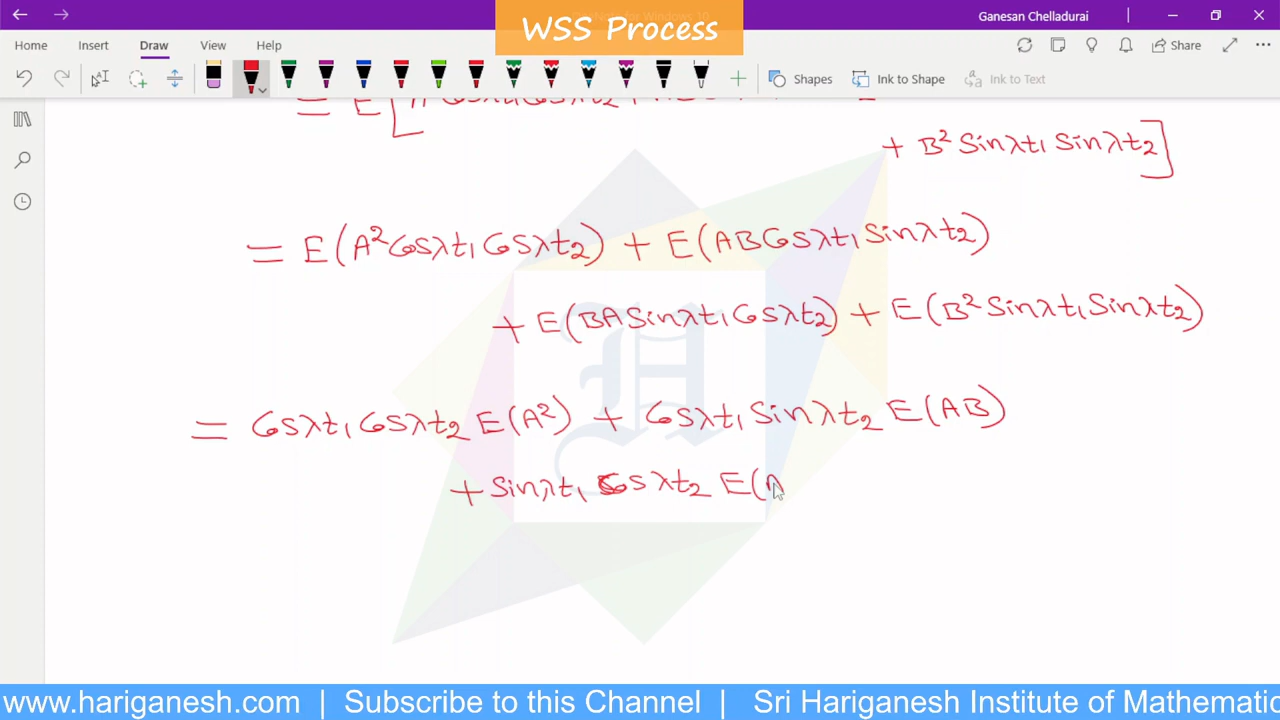 WSS Process
Ganesan Chelladurai
Home Insert Draw View Help
Share
Shapes Ink to Shape Ink to Text
= E[
+ B² Sinλt₁ Sinλt₂]
= E(A² Cosλt₁ Cosλt₂) + E(AB Cosλt₁ Sinλt₂)
+ E(BA Sinλt₁ Cosλt₂) + E(B² Sinλt₁ Sinλt₂)
= Cosλt₁ Cosλt₂ E(A²) + Cosλt₁ Sinλt₂ E(AB)
+ Sinλt₁ Cosλt₂ E(A
www.hariganesh.com | Subscribe to this Channel | Sri Hariganesh Institute of Mathematic